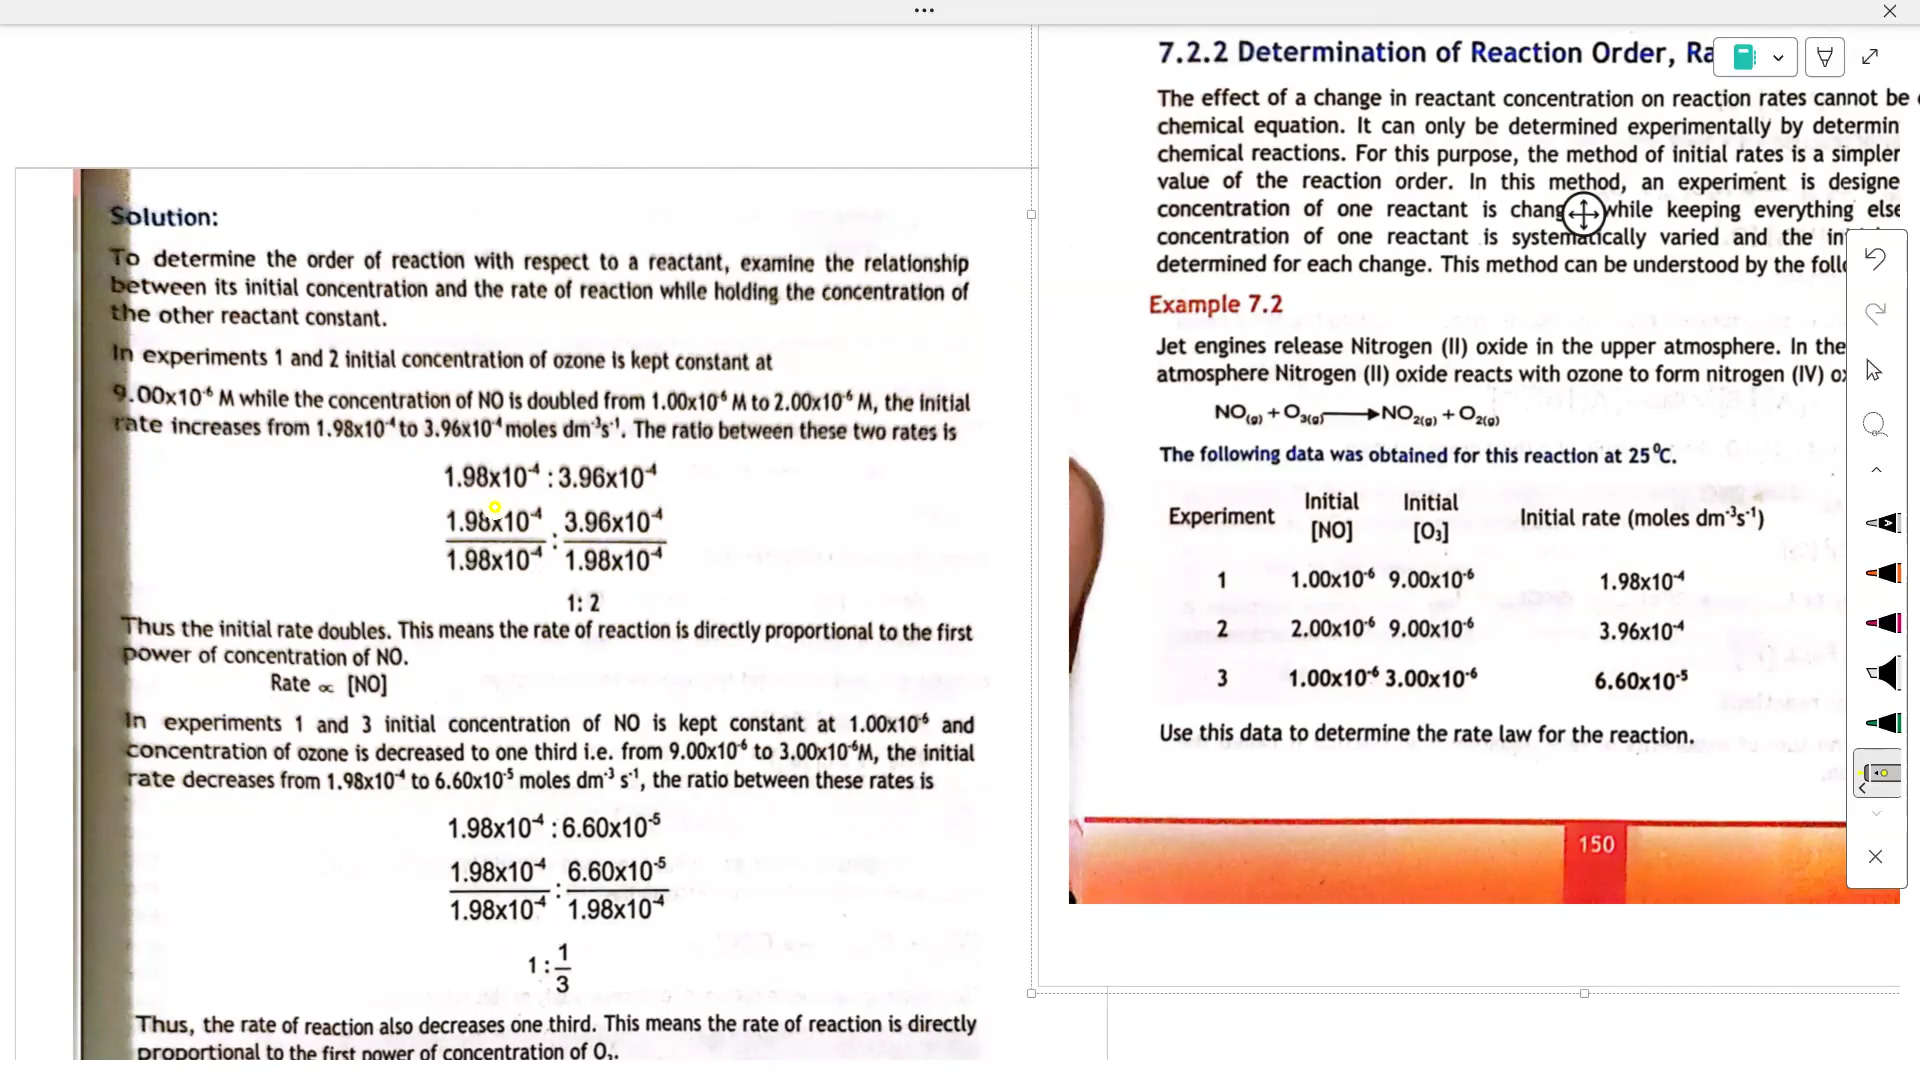 Solution:
To determine the order of reaction with respect to a reactant, examine the relationship
between its initial concentration and the rate of reaction while holding the concentration of
the other reactant constant.
In experiments 1 and 2 initial concentration of ozone is kept constant at
9.00x10⁻⁶ M while the concentration of NO is doubled from 1.00x10⁻⁶ M to 2.00x10⁻⁶ M, the initial
rate increases from 1.98x10⁻⁴ to 3.96x10⁻⁴ moles dm⁻³s⁻¹. The ratio between these two rates is
1.98x10⁻⁴ : 3.96x10⁻⁴
1.98x10⁻⁴ : 3.96x10⁻⁴
1.98x10⁻⁴ 1.98x10⁻⁴
1: 2
Thus the initial rate doubles. This means the rate of reaction is directly proportional to the first
power of concentration of NO.
Rate ∝ [NO]
In experiments 1 and 3 initial concentration of NO is kept constant at 1.00x10⁻⁶ and
concentration of ozone is decreased to one third i.e. from 9.00x10⁻⁶ to 3.00x10⁻⁶M, the initial
rate decreases from 1.98x10⁻⁴ to 6.60x10⁻⁵ moles dm⁻³ s⁻¹, the ratio between these rates is
1.98x10⁻⁴ : 6.60x10⁻⁵
1.98x10⁻⁴ : 6.60x10⁻⁵
1.98x10⁻⁴ 1.98x10⁻⁴
1 : 1
3
Thus, the rate of reaction also decreases one third. This means the rate of reaction is directly
proportional to the first power of concentration of O₃.
7.2.2 Determination of Reaction Order, Ra
The effect of a change in reactant concentration on reaction rates cannot be
chemical equation. It can only be determined experimentally by determin
chemical reactions. For this purpose, the method of initial rates is a simpler
value of the reaction order. In this method, an experiment is designe
concentration of one reactant is chang while keeping everything else
concentration of one reactant is systematically varied and the in
determined for each change. This method can be understood by the foll
Example 7.2
Jet engines release Nitrogen (II) oxide in the upper atmosphere. In the
atmosphere Nitrogen (II) oxide reacts with ozone to form nitrogen (IV) o
NO(g) + O3(g) ⟶ NO2(g) + O2(g)
The following data was obtained for this reaction at 25⁰C.
Experiment Initial [NO] Initial [O₃] Initial rate (moles dm⁻³s⁻¹)
1 1.00x10⁻⁶ 9.00x10⁻⁶ 1.98x10⁻⁴
2 2.00x10⁻⁶ 9.00x10⁻⁶ 3.96x10⁻⁴
3 1.00x10⁻⁶ 3.00x10⁻⁶ 6.60x10⁻⁵
Use this data to determine the rate law for the reaction.
150